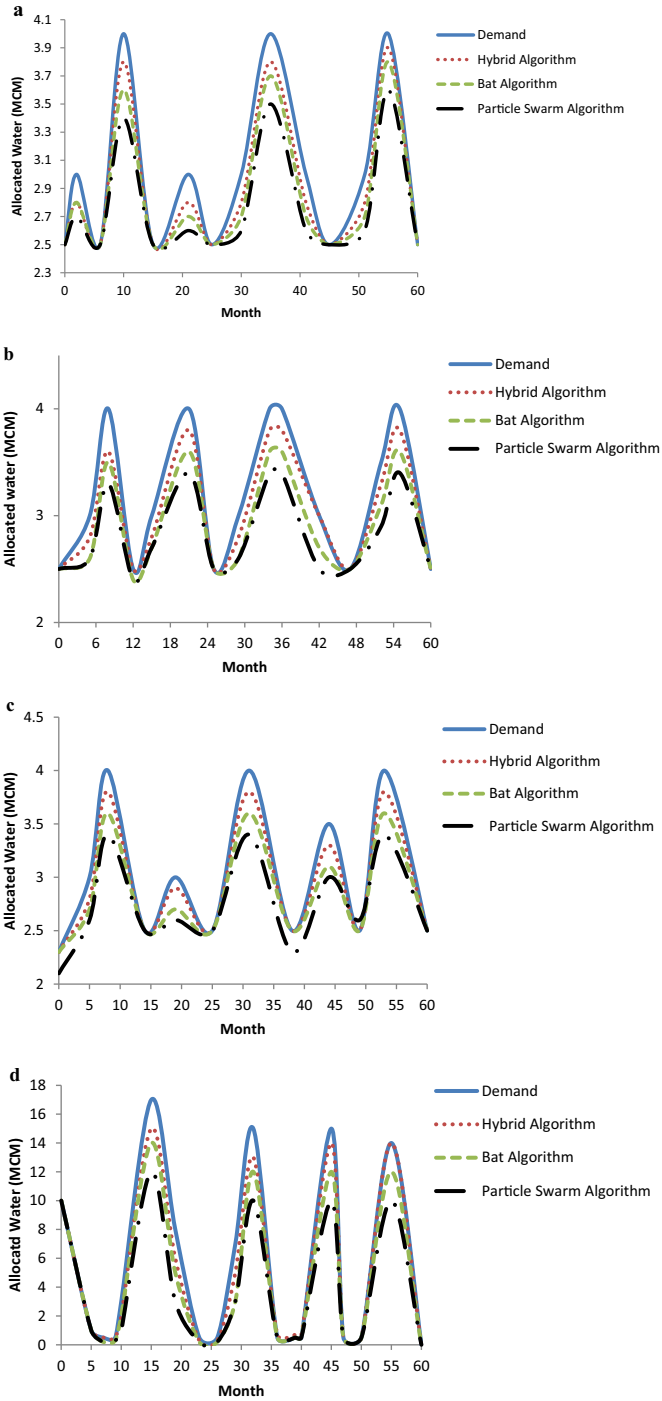 a
Allocated Water (MCM)
4.1
3.9
3.7
3.5
3.3
3.1
2.9
2.7
2.5
2.3
0 10 20 30 40 50 60
Month
Demand
Hybrid Algorithm
Bat Algorithm
Particle Swarm Algorithm
b
Allocated water (MCM)
4
3
2
0 6 12 18 24 30 36 42 48 54 60
Month
Demand
Hybrid Algorithm
Bat Algorithm
Particle Swarm Algorithm
c
Allocated Water (MCM)
4.5
4
3.5
3
2.5
2
0 5 10 15 20 25 30 35 40 45 50 55 60
Month
Demand
Hybrid Algorithm
Bat Algorithm
Particle Swarm Algorithm
d
Allocatd Water (MCM)
18
16
14
12
10
8
6
4
2
0
0 5 10 15 20 25 30 35 40 45 50 55 60
Month
Demand
Hybrid Algorithm
Bat Algorithm
Particle Swarm Algorithm